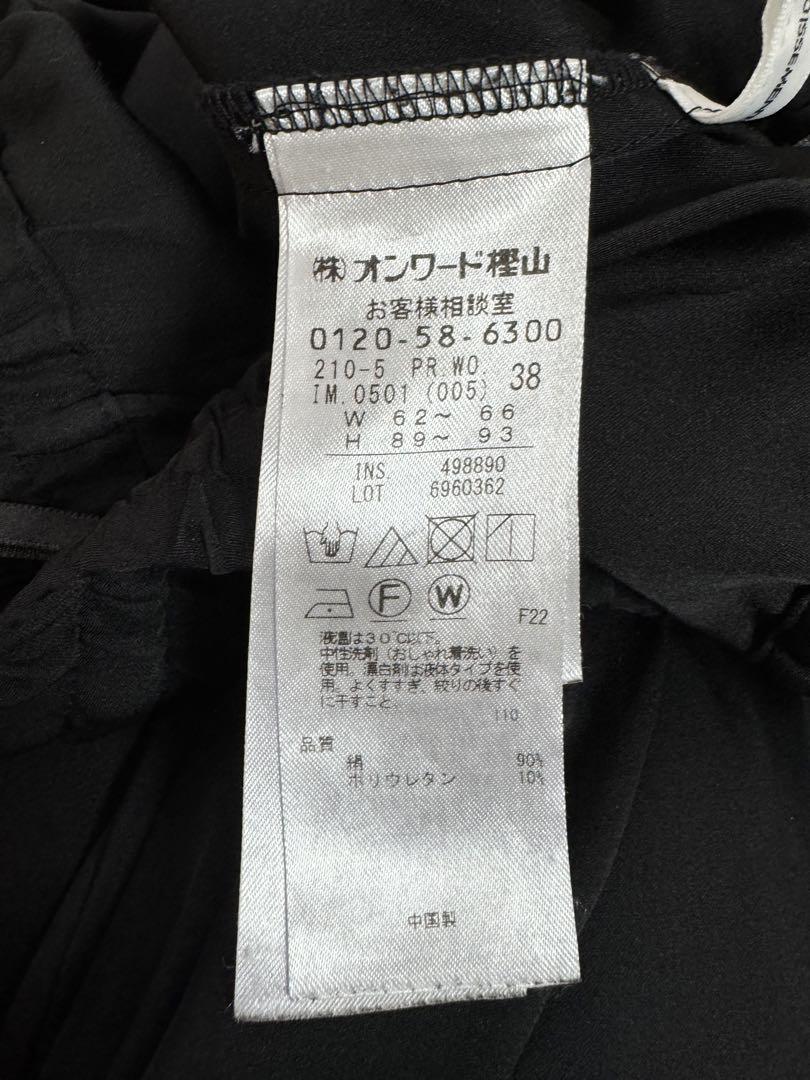 OISSEMENT
㈱オンワード樫山
お客様相談室
0120-58-6300
210-5 PR.WO.
IM.0501 (005) 38
W 62～ 66
H 89～ 93
INS. 498890
LOT 6960362
F
W
F22
液温は30℃以下。
中性洗剤（おしゃれ着洗い）を
使用。漂白剤は液体タイプを使
用。よくすすぎ、絞りの後すぐ
に干すこと。
110
品質
絹 90%
ポリウレタン 10%
中国製